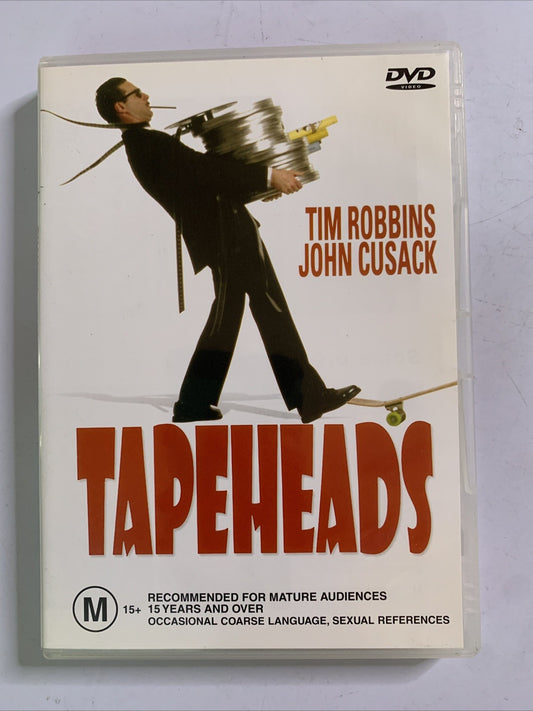 DVD
VIDEO
TIM ROBBINS
JOHN CUSACK
TAPEHEADS
M 15+ RECOMMENDED FOR MATURE AUDIENCES
15 YEARS AND OVER
OCCASIONAL COARSE LANGUAGE, SEXUAL REFERENCES